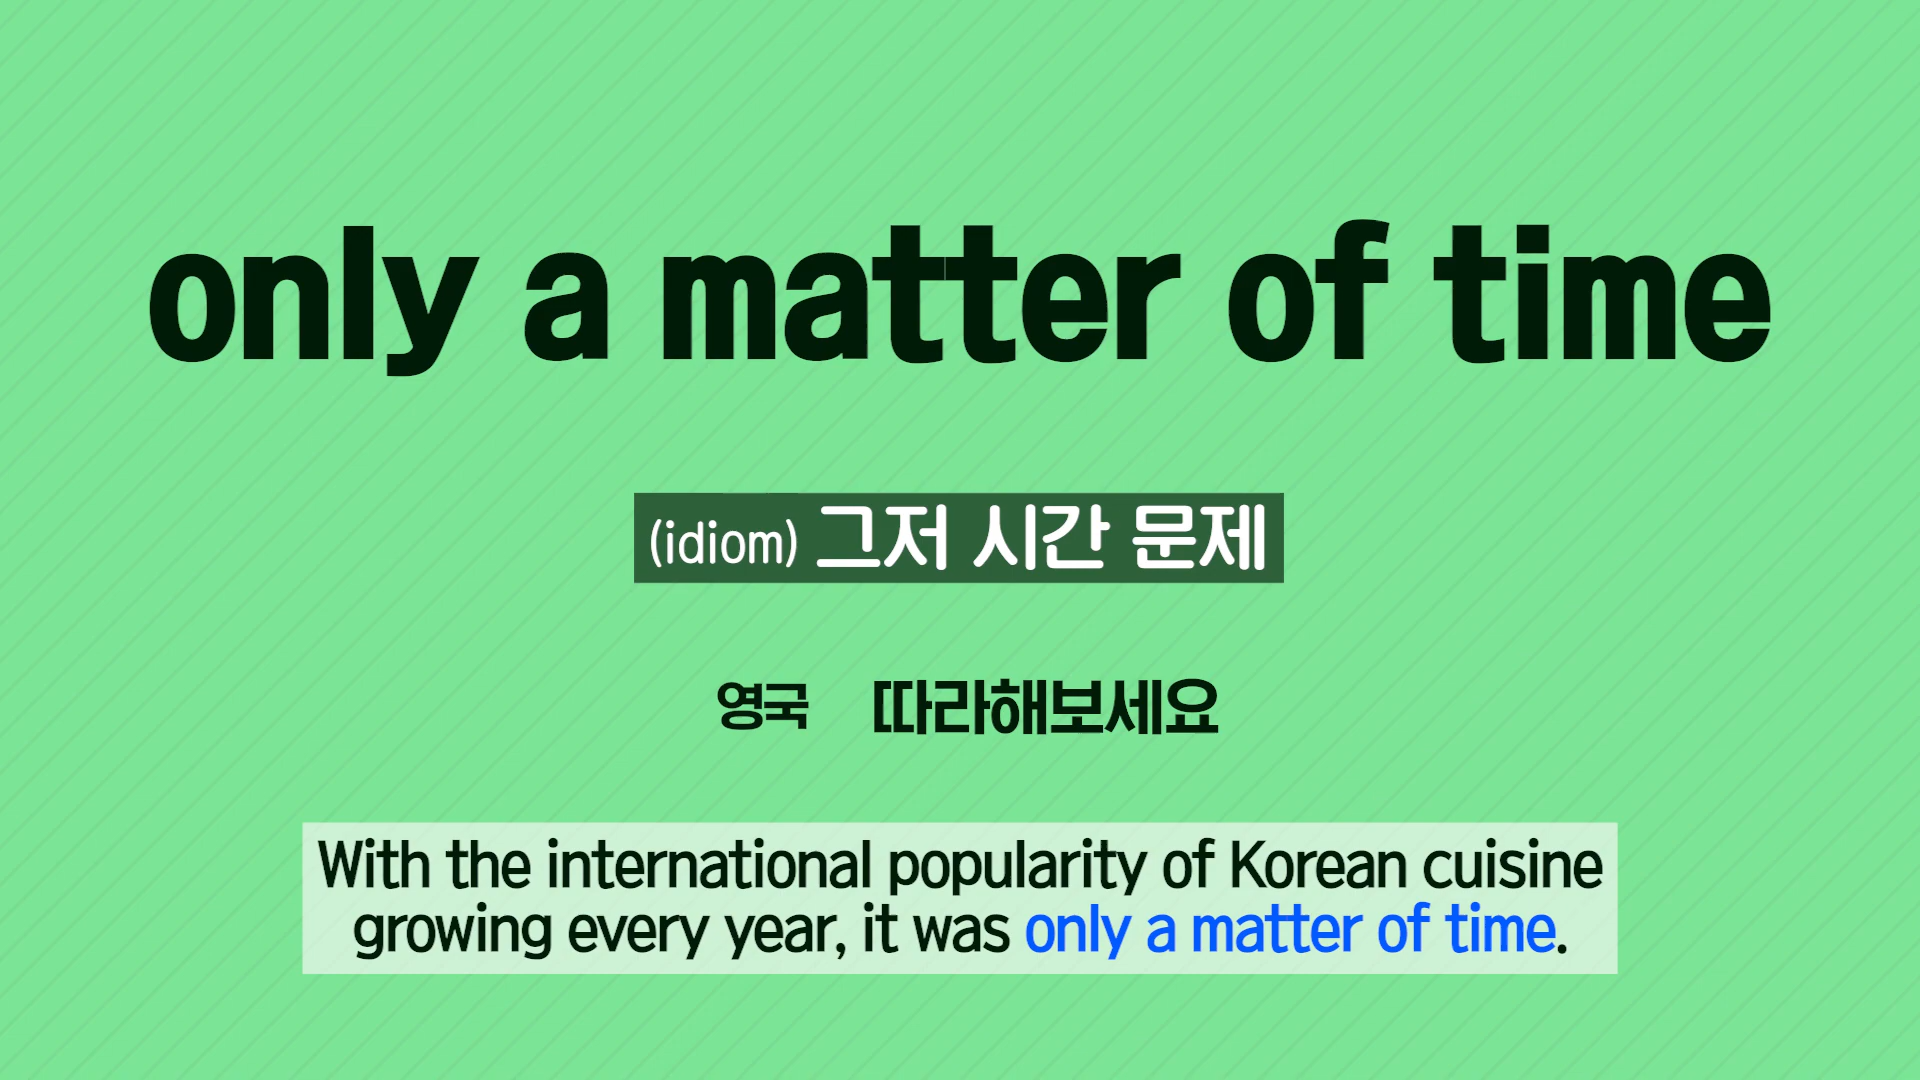 only a matter of time
(idiom) 그저 시간 문제
영국 따라해보세요
With the international popularity of Korean cuisine
growing every year, it was only a matter of time.